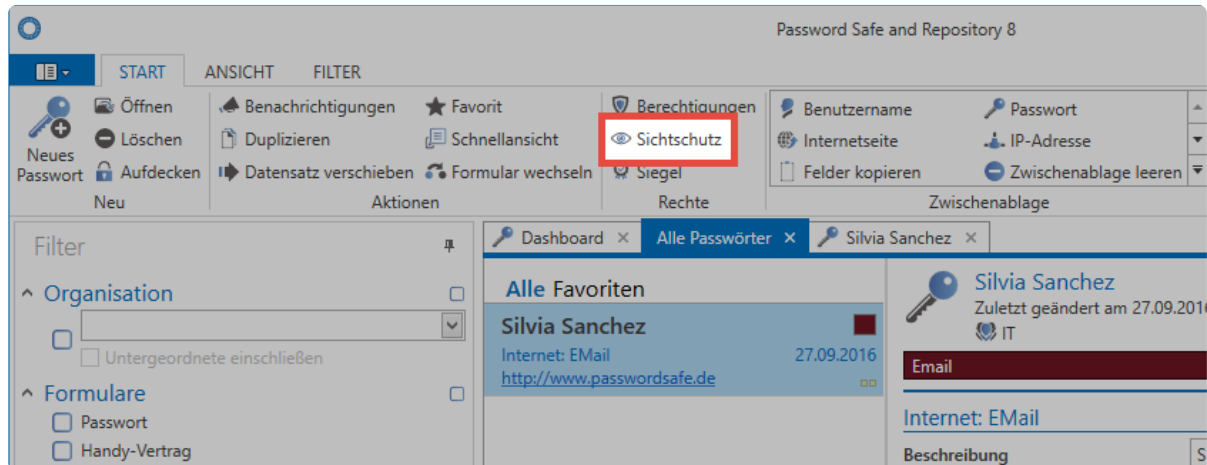 Password Safe and Repository 8
START ANSICHT FILTER
Öffnen Benachrichtigungen Favorit Berechtigungen Benutzername Passwort
Löschen Duplizieren Schnellansicht Sichtschutz Internetseite IP-Adresse
Neues Passwort Aufdecken Datensatz verschieben Formular wechseln Siegel Felder kopieren Zwischenablage leeren
Neu Aktionen Rechte Zwischenablage
Filter Dashboard Alle Passwörter Silvia Sanchez
Organisation Alle Favoriten Silvia Sanchez
Silvia Sanchez Zuletzt geändert am 27.09.2016
IT
Untergeordnete einschließen Internet: EMail 27.09.2016 Email
http://www.passwordsafe.de
Formulare Internet: EMail
Passwort
Handy-Vertrag Beschreibung S